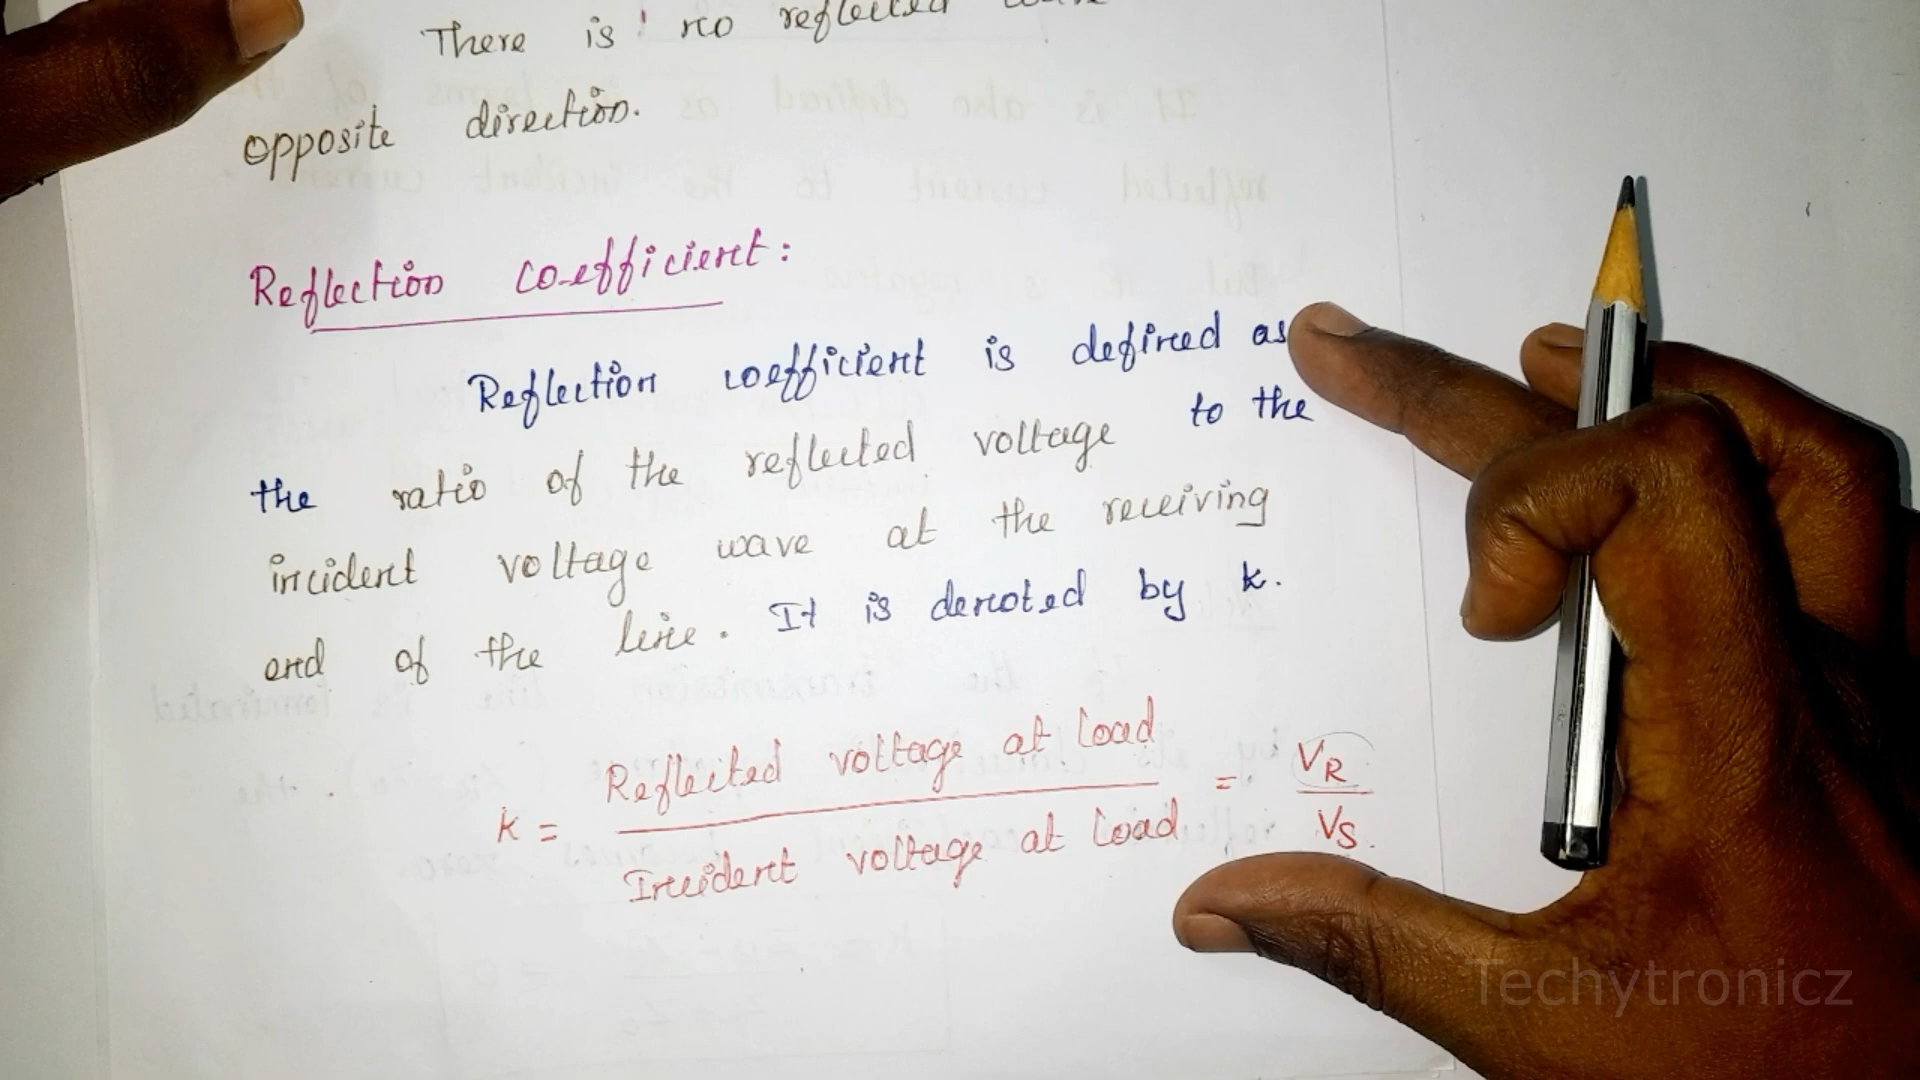 There is no reflected
opposite direction.
Reflection co-efficient:
Reflection coefficient is defined as
the ratio of the reflected voltage to the
incident voltage wave at the receiving
end of the line. It is denoted by k.
k = Reflected voltage at load / Incident voltage at load = VR / VS.
Techytronicz